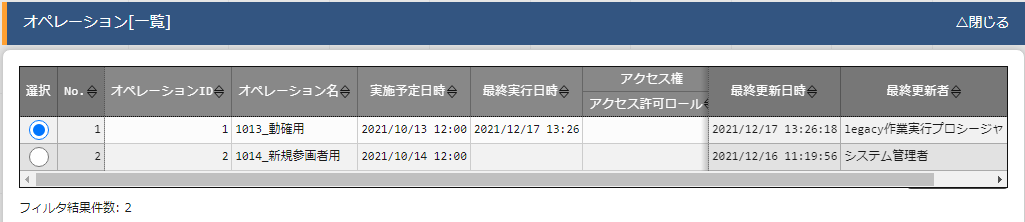 オペレーション[一覧] △閉じる
選択 No. オペレーションID オペレーション名 実施予定日時 最終実行日時 アクセス権 アクセス許可ロール 最終更新日時 最終更新者
1 1 1013_動確用 2021/10/13 12:00 2021/12/17 13:26 2021/12/17 13:26:18 legacy作業実行プロシージャ
2 2 1014_新規参画者用 2021/10/14 12:00 2021/12/16 11:19:56 システム管理者
フィルタ結果件数: 2